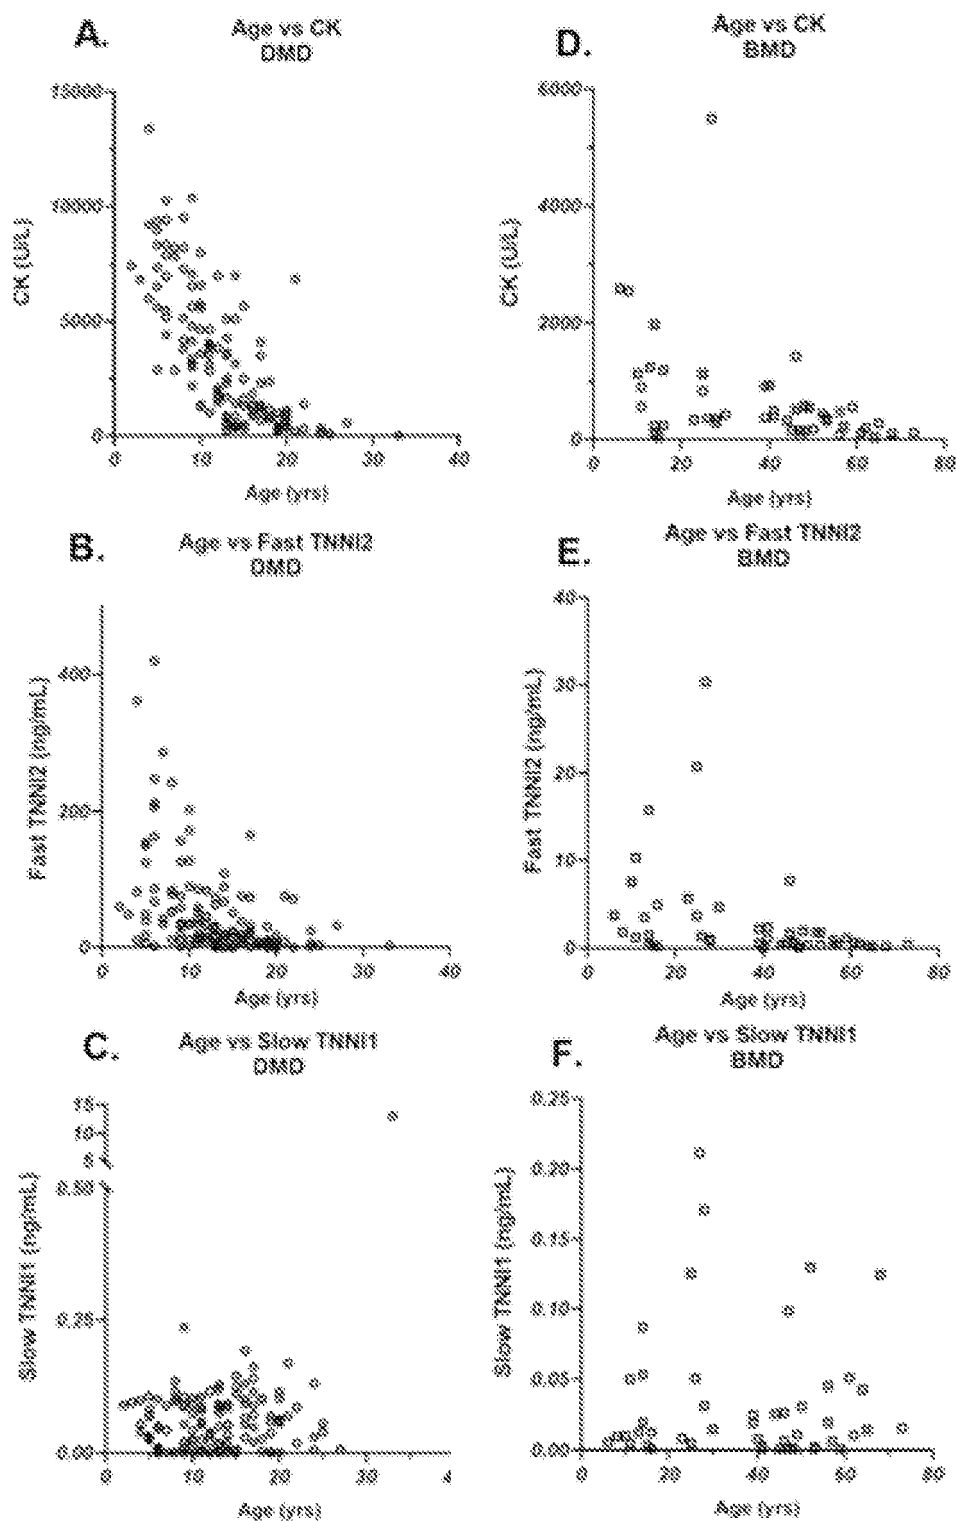 A.
Age vs CK
DMD
15000
10000
5000
0
CK (U/L)
0 10 20 30 40
Age (yrs)
D.
Age vs CK
BMD
6000
4000
2000
0
CK (U/L)
0 20 40 60 80
Age (yrs)
B.
Age vs Fast TNNI2
DMD
400
200
0
Fast TNNI2 (ng/mL)
0 10 20 30 40
Age (yrs)
E.
Age vs Fast TNNI2
BMD
40
30
20
10
0
Fast TNNI2 (ng/mL)
0 20 40 60 80
Age (yrs)
C.
Age vs Slow TNNI1
DMD
15
10
5
0.50
0.25
0.00
Slow TNNI1 (ng/mL)
0 10 20 30 4
Age (yrs)
F.
Age vs Slow TNNI1
BMD
0.25
0.20
0.15
0.10
0.05
0.00
Slow TNNI1 (ng/mL)
0 20 40 60 80
Age (yrs)